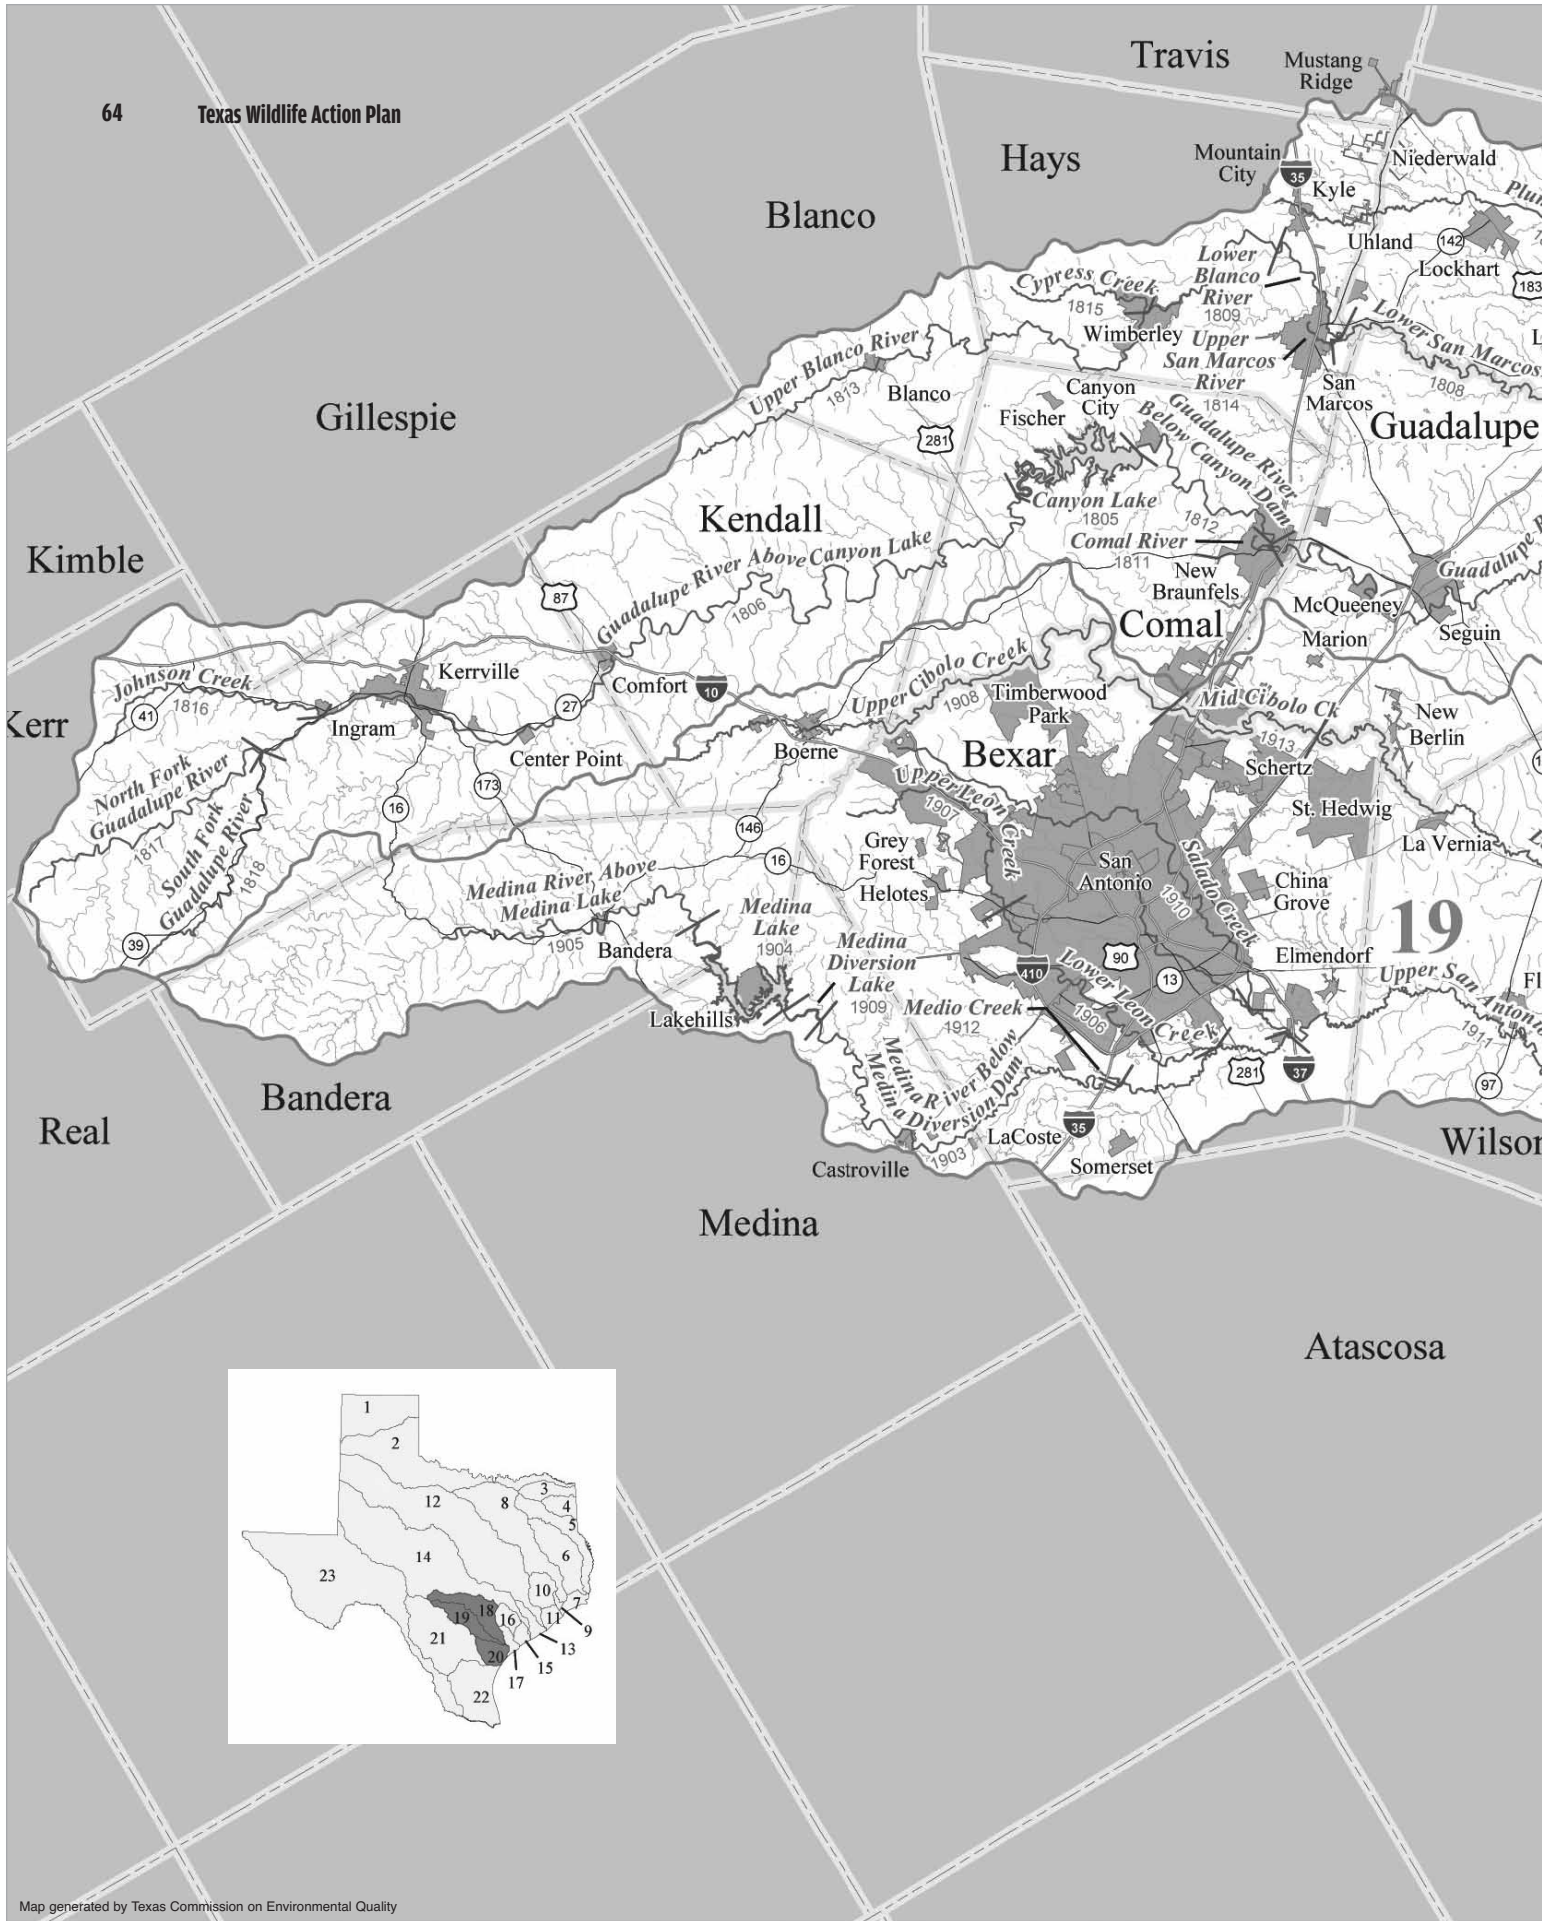 64 Texas Wildlife Action Plan
Travis
Mustang
Ridge
Hays
Mountain
City
35
Kyle
Niederwald
Blanco
Uhland
142
Lockhart
183
Lower
Blanco
River
1809
Cypress Creek
1815
Wimberley
Upper
San Marcos
River
1814
San
Marcos
Lower San Marcos
1808
Guadalupe
Upper Blanco River
1813
Blanco
281
Gillespie
Canyon
City
Fischer
Guadalupe River
Below Canyon Dam
1812
Canyon Lake
1805
Comal River
1811
New
Braunfels
Kendall
Guadalupe River Above Canyon Lake
1806
Kimble
87
Comal
McQueeney
Marion
Seguin
Johnson Creek
1816
41
Kerrville
Comfort
10
27
Kerr
Ingram
Center Point
Upper Cibolo Creek
1908
Timberwood
Park
Mid Cibolo Ck
1913
New
Berlin
Boerne
Bexar
Schertz
St. Hedwig
La Vernia
North Fork
Guadalupe River
1817
South Fork
Guadalupe River
1818
16
173
146
16
Upper Leon
Creek
1907
Grey
Forest
Helotes
San
Antonio
Salado Creek
1910
China
Grove
19
Medina River Above
Medina Lake
1905
Bandera
Medina
Lake
1904
39
Medina
Diversion
Lake
1909
Medio Creek
1912
410
90
13
Lower Leon Creek
1906
Elmendorf
Upper San Antonio
1911
Lakehills
Medina River Below
Medina Diversion Dam
1903
281
37
97
35
LaCoste
Castroville
Somerset
Wilson
Real
Bandera
Medina
Atascosa
1
2
3
4
5
6
7
8
9
10
11
12
13
14
15
16
17
18
19
20
21
22
23
Map generated by Texas Commission on Environmental Quality